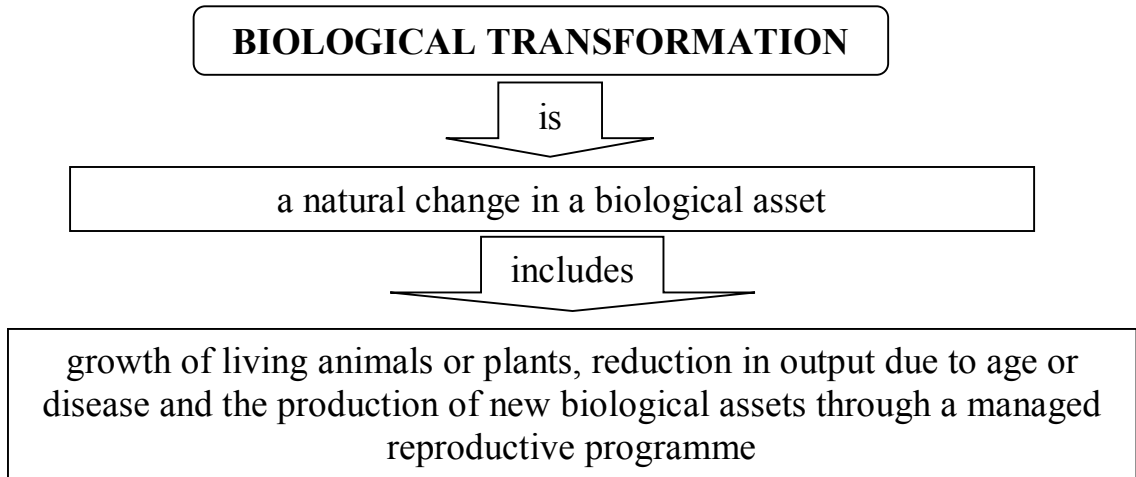 BIOLOGICAL TRANSFORMATION
is
a natural change in a biological asset
includes
growth of living animals or plants, reduction in output due to age or
disease and the production of new biological assets through a managed
reproductive programme